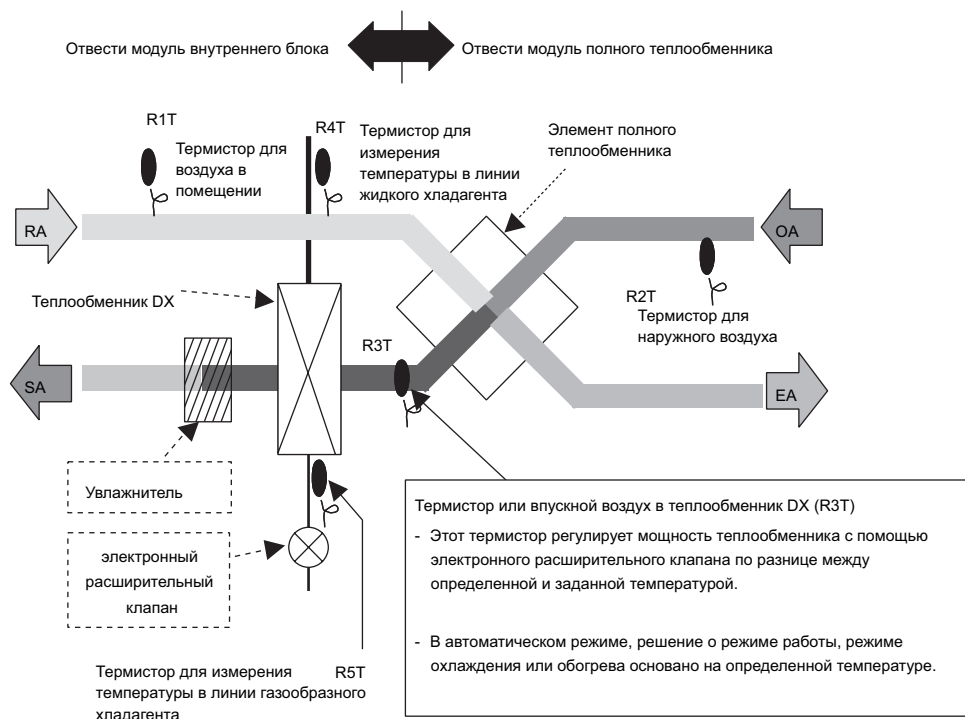 Отвести модуль внутреннего блока
Отвести модуль полного теплообменника
R1T
Термистор для
воздуха в
помещении
R4T
Термистор для
измерения
температуры в линии
жидкого хладагента
Элемент полного
теплообменника
RA
OA
Теплообменник DX
R2T
Термистор для
наружного воздуха
R3T
SA
EA
Увлажнитель
электронный
расширительный
клапан
Термистор или впускной воздух в теплообменник DX (R3T)
- Этот термистор регулирует мощность теплообменника с помощью
электронного расширительного клапана по разнице между
определенной и заданной температурой.
- В автоматическом режиме, решение о режиме работы, режиме
охлаждения или обогрева основано на определенной температуре.
Термистор для измерения
температуры в линии газообразного
хладагента
R5T